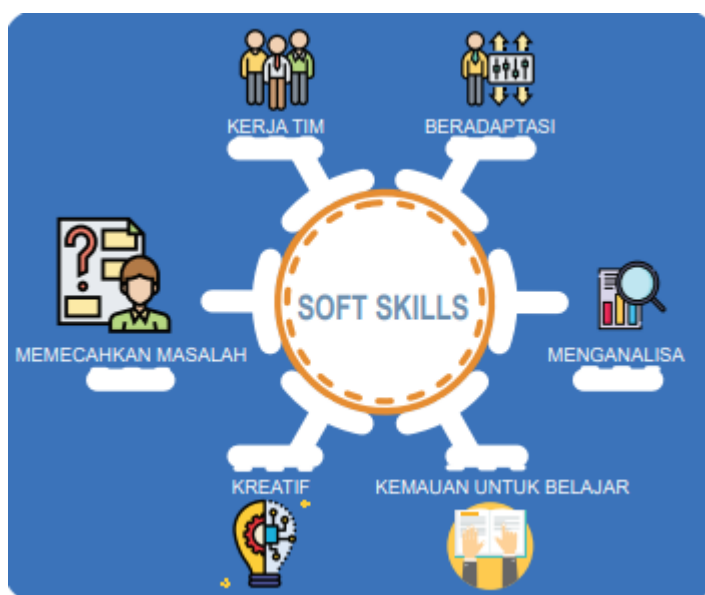 KERJA TIM
BERADAPTASI
SOFT SKILLS
MEMECAHKAN MASALAH
MENGANALISA
KREATIF
KEMAUAN UNTUK BELAJAR